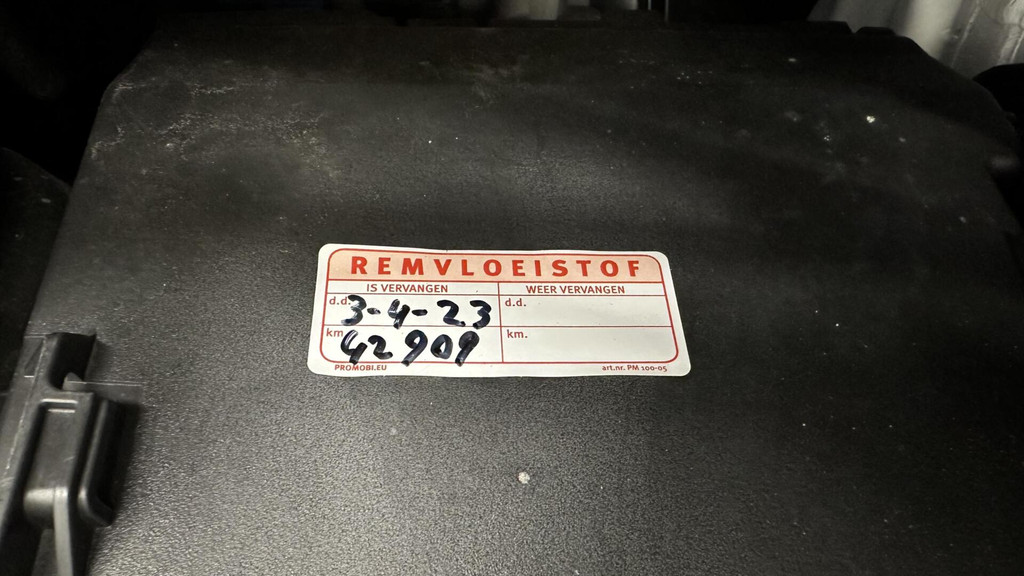 REMVLOEISTOF
IS VERVANGEN WEER VERVANGEN
d.d. 3-4-23 d.d.
km 42909 km.
PROMOBI.EU art.nr. PM 100-05